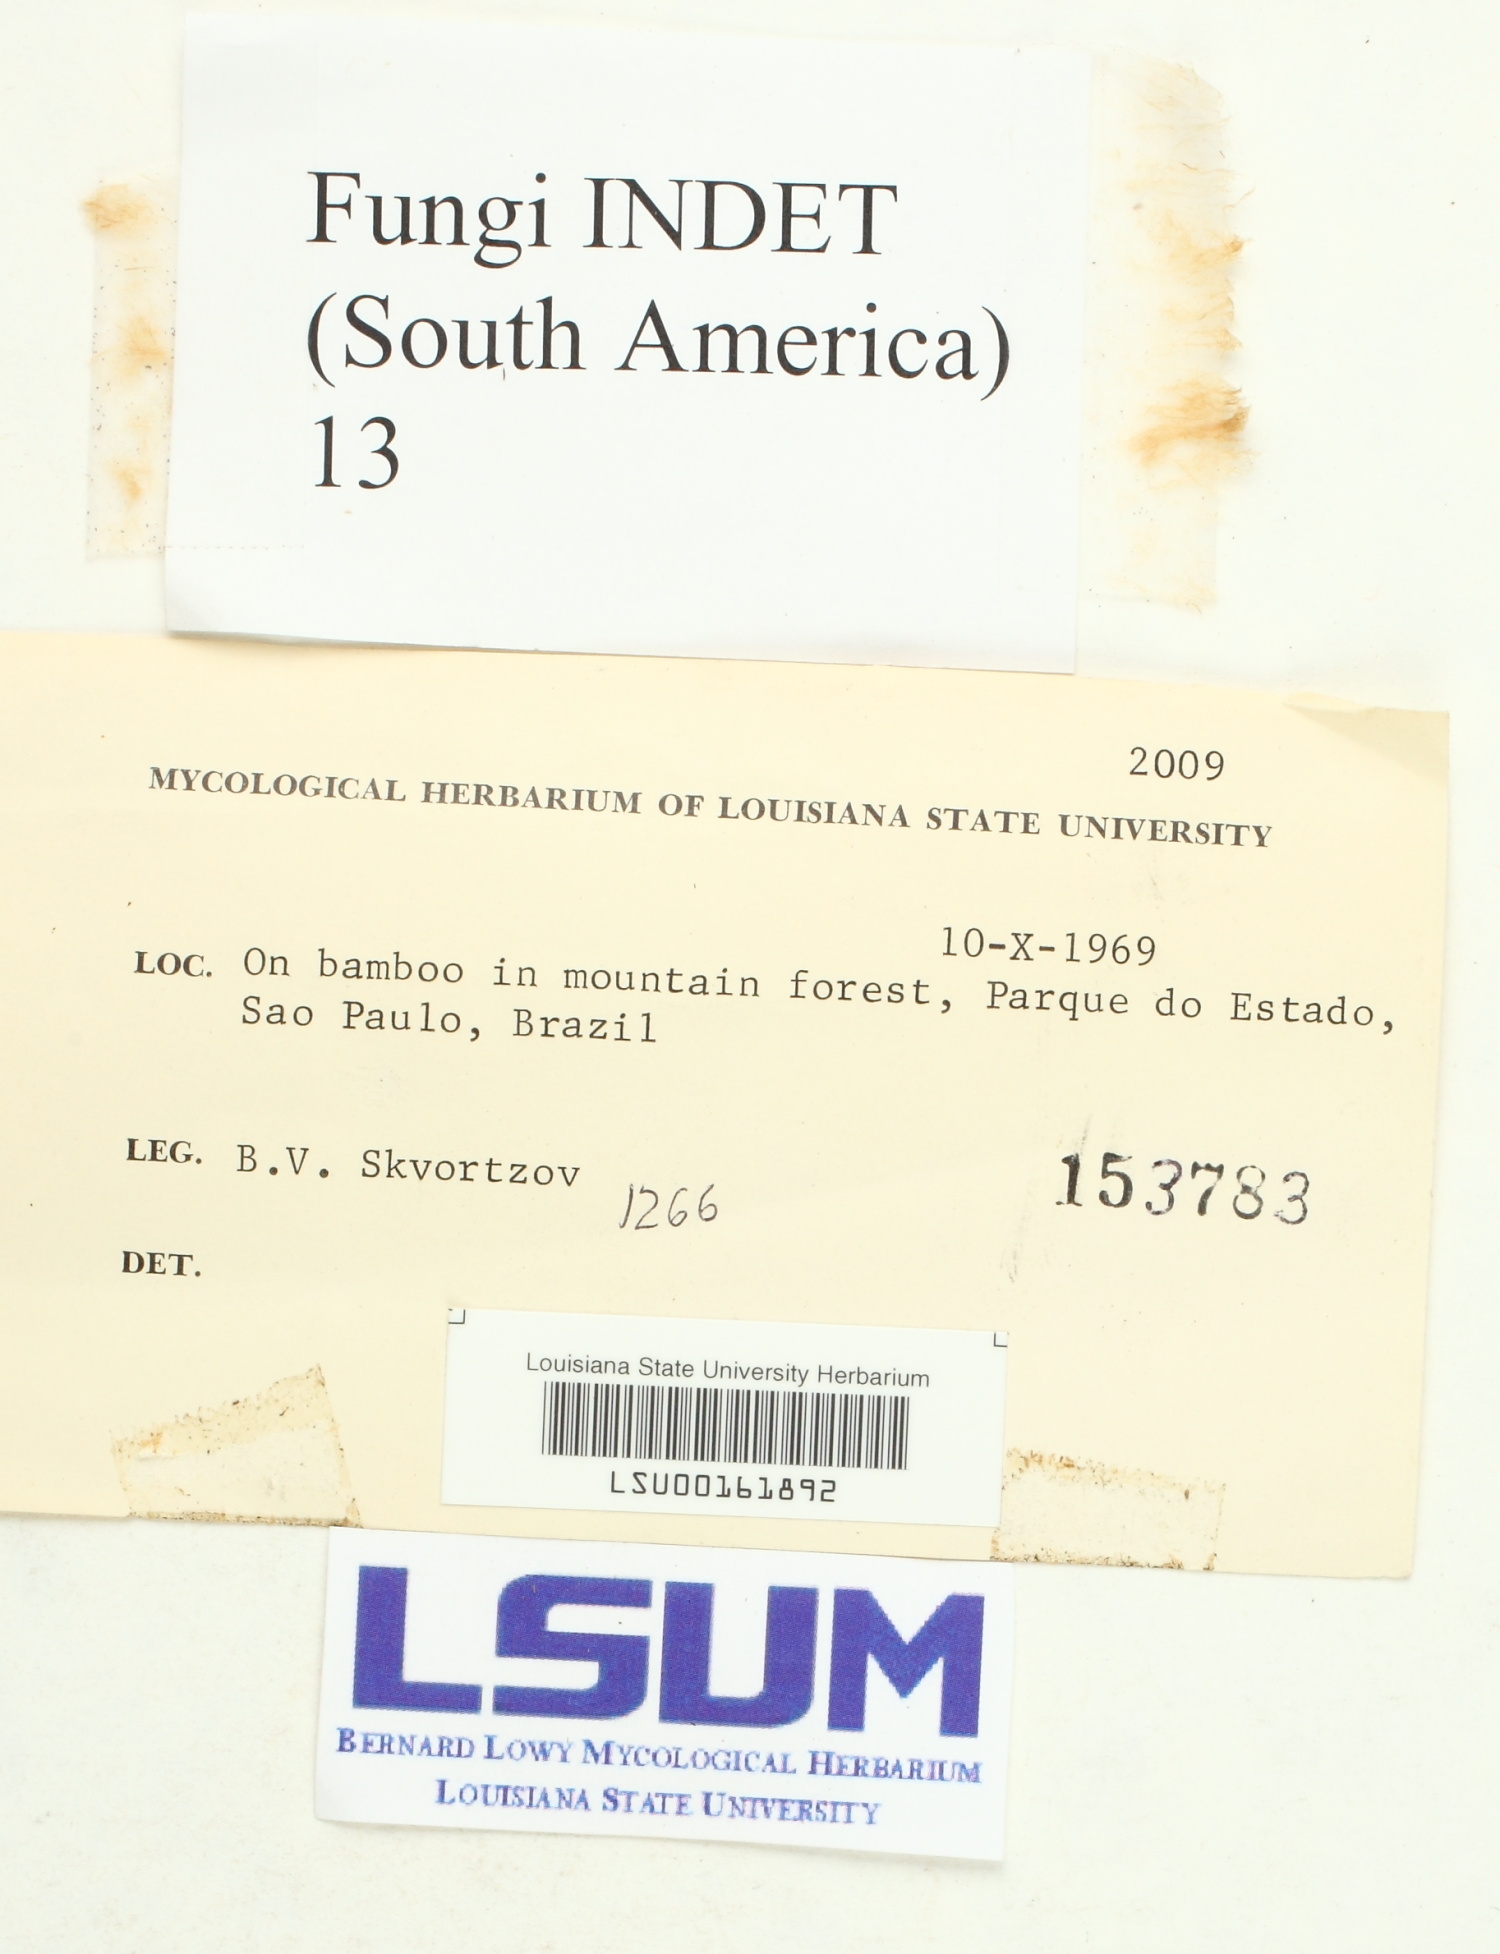 Fungi INDET
(South America)
13
2009
MYCOLOGICAL HERBARIUM OF LOUISIANA STATE UNIVERSITY
10-X-1969
LOC. On bamboo in mountain forest, Parque do Estado,
Sao Paulo, Brazil
LEG. B.V. Skvortzov
1266
153783
DET.
Louisiana State University Herbarium
LSU00161892
LSUM
BERNARD LOWY MYCOLOGICAL HERBARIUM
LOUISIANA STATE UNIVERSITY